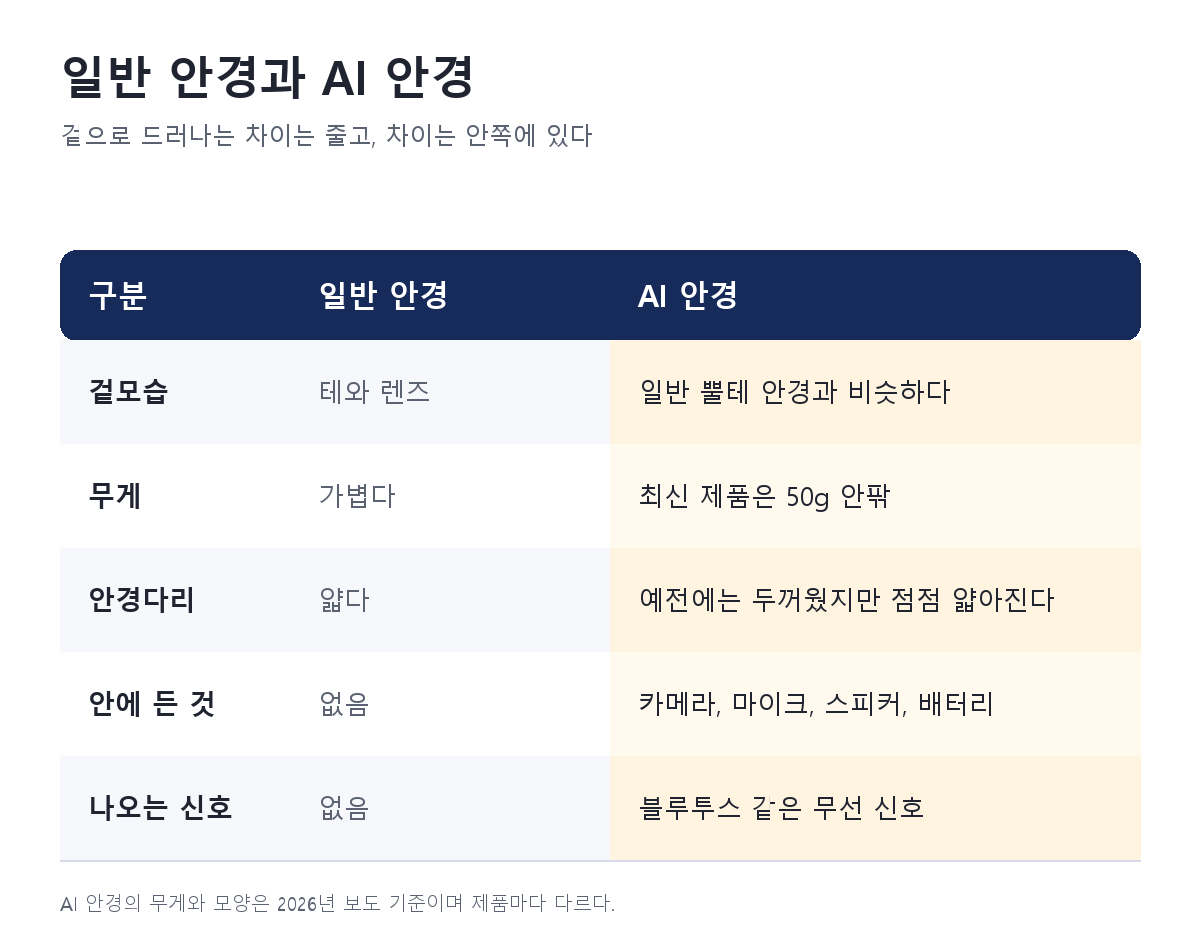 일반 안경과 AI 안경
겉으로 드러나는 차이는 줄고, 차이는 안쪽에 있다
구분 일반 안경 AI 안경
겉모습 테와 렌즈 일반 뿔테 안경과 비슷하다
무게 가볍다 최신 제품은 50g 안팎
안경다리 얇다 예전에는 두꺼웠지만 점점 얇아진다
안에 든 것 없음 카메라, 마이크, 스피커, 배터리
나오는 신호 없음 블루투스 같은 무선 신호
AI 안경의 무게와 모양은 2026년 보도 기준이며 제품마다 다르다.